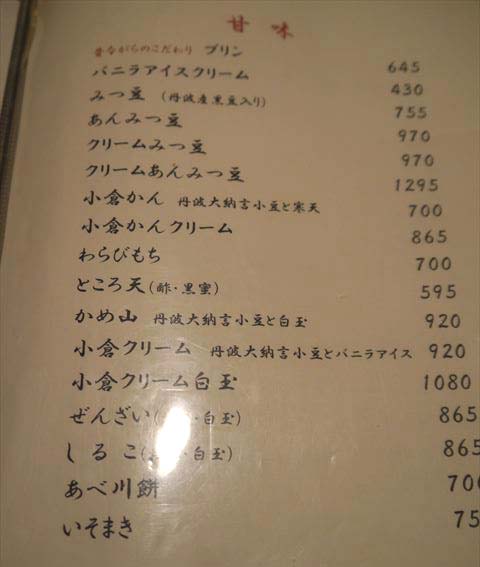 甘味
昔ながらのこだわり プリン 645
バニラアイスクリーム 430
みつ豆 (丹波産黒豆入り) 755
あんみつ豆 970
クリームみつ豆 970
クリームあんみつ豆 1295
小倉かん 丹波大納言小豆と寒天 700
小倉かんクリーム 865
わらびもち 700
ところ天(酢・黒蜜) 595
かめ山 丹波大納言小豆と白玉 920
小倉クリーム 丹波大納言小豆とバニラアイス 920
小倉クリーム白玉 1080
ぜんざい( ・白玉) 865
しるこ( ・白玉) 865
あべ川餅 700
いそまき 75